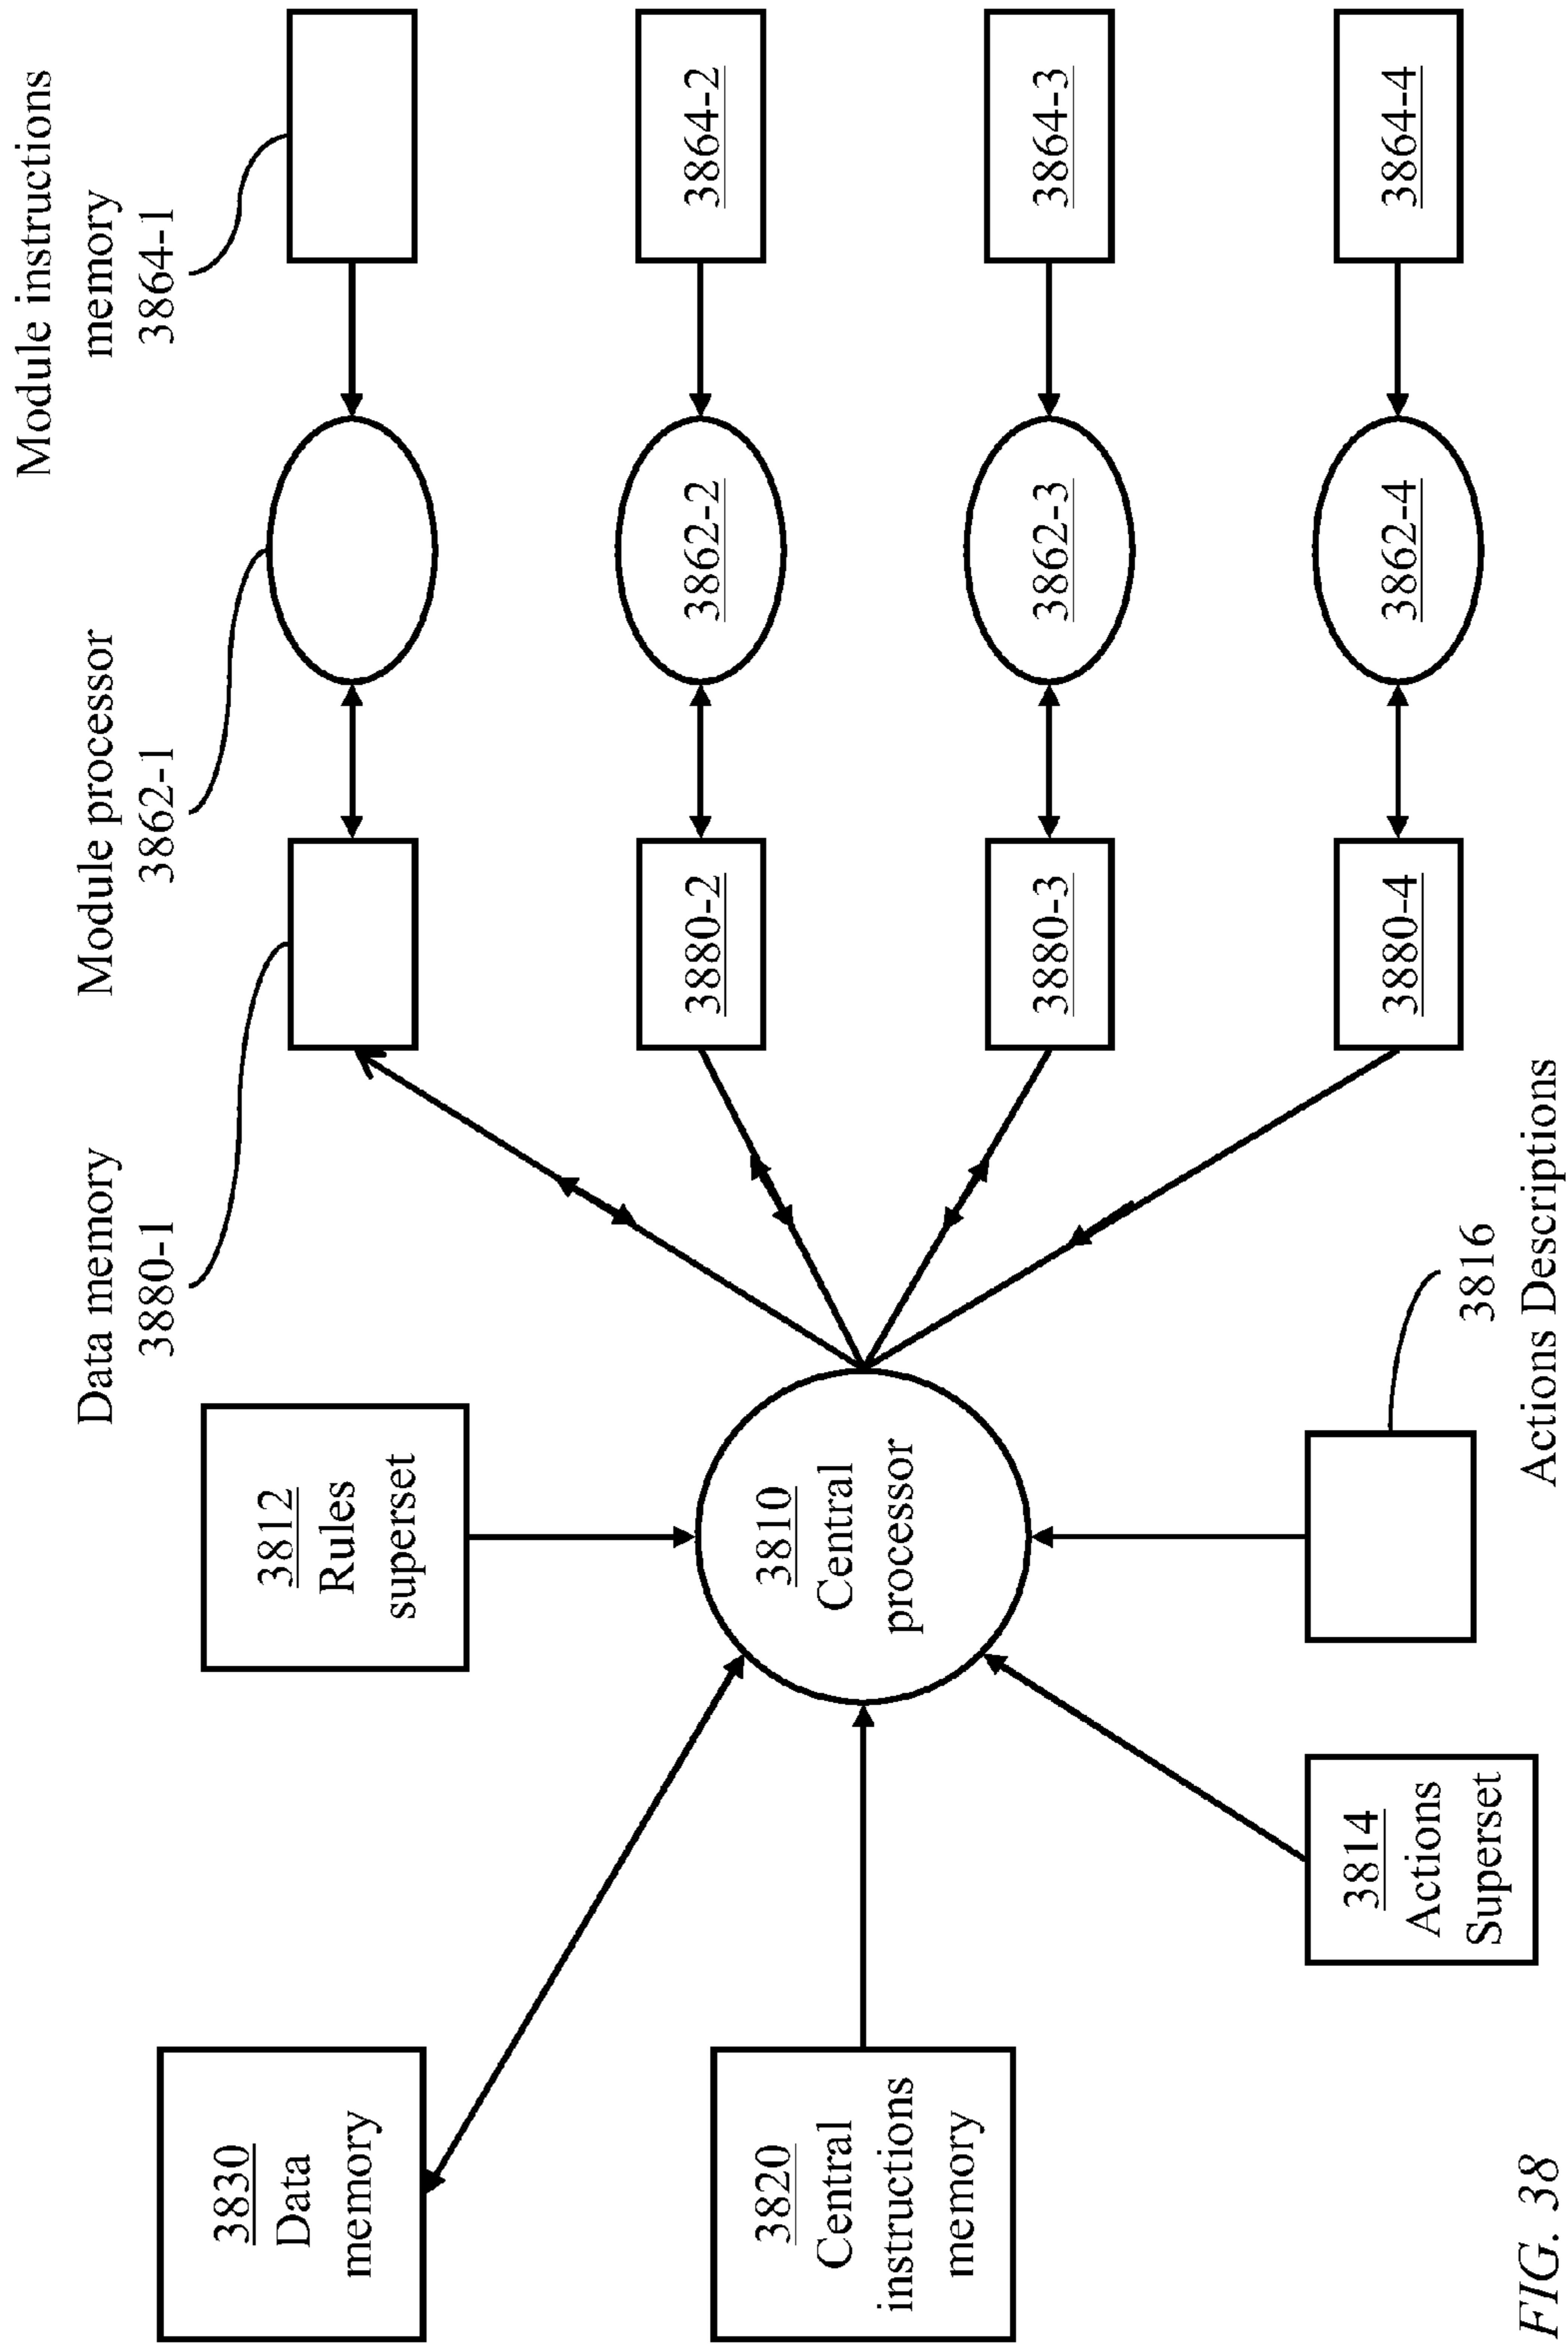 Module instructions
memory
3864-1
Module processor
3862-1
Data memory
3880-1
3830
Data
memory
3812
Rules
superset
3880-2
3862-2
3864-2
3820
Central
instructions
memory
3810
Central
processor
3880-3
3862-3
3864-3
3814
Actions
Superset
3816
Actions Descriptions
3880-4
3862-4
3864-4
FIG. 38